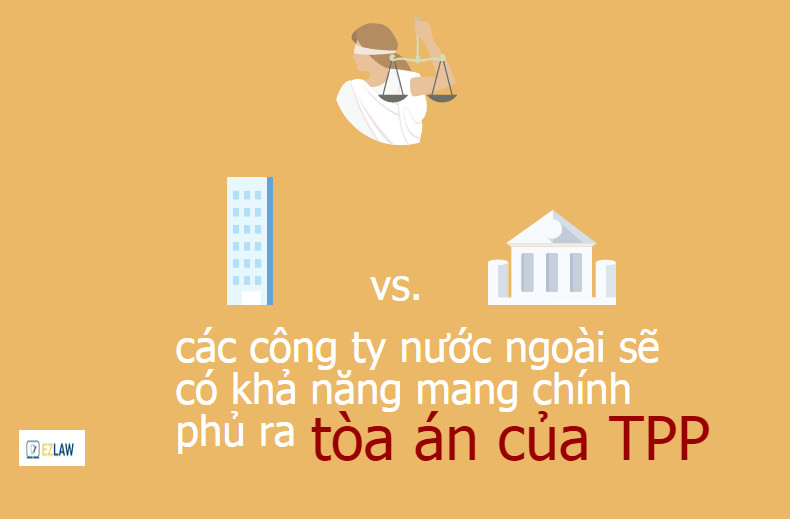 vs.
các công ty nước ngoài sẽ
có khả năng mang chính
phủ ra tòa án của TPP
EZLAW